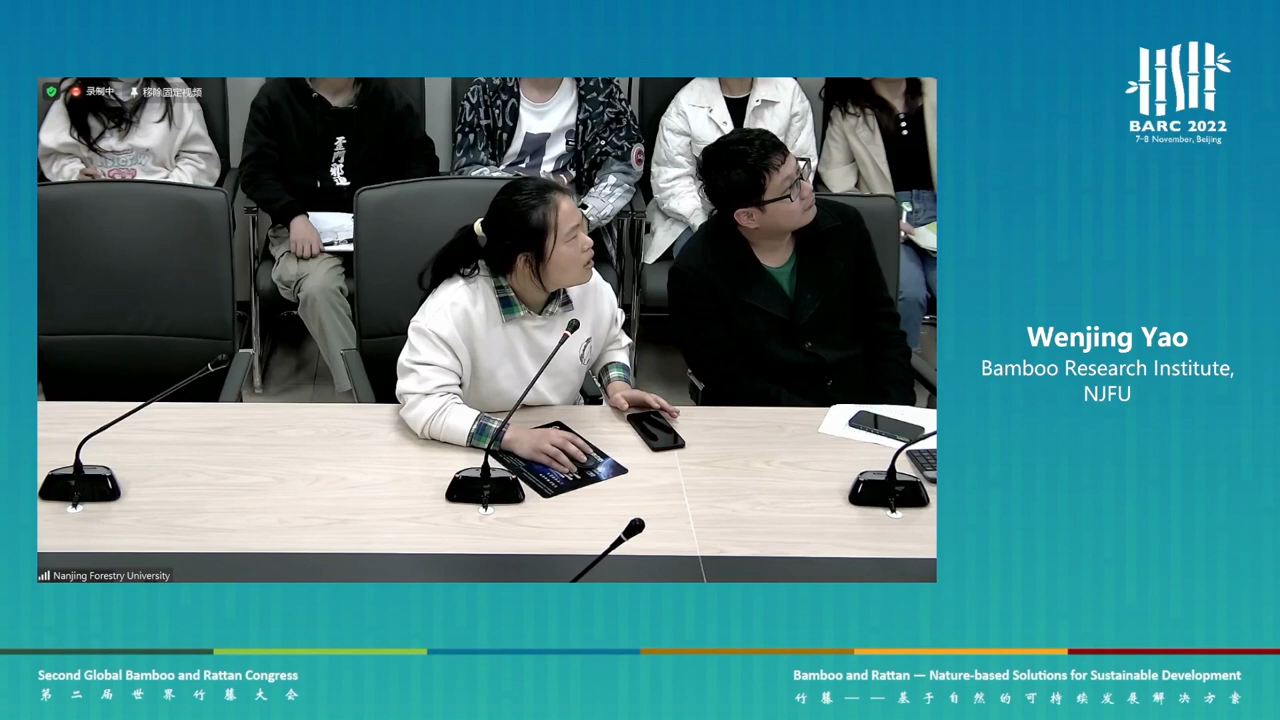 录制中
移除固定视频
BARC 2022
7-8 November, Beijing
Wenjing Yao
Bamboo Research Institute,
NJFU
Nanjing Forestry University
Second Global Bamboo and Rattan Congress
第二届世界竹藤大会
Bamboo and Rattan — Nature-based Solutions for Sustainable Development
竹藤——基于自然的可持续发展解决方案